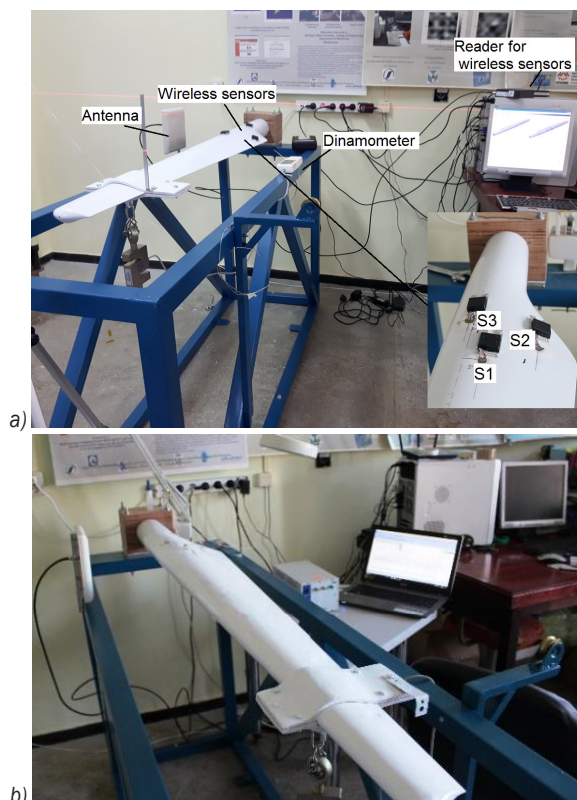 Reader for
wireless sensors
Wireless sensors
Antenna
Dinamometer
S3
S2
S1
a)
b)